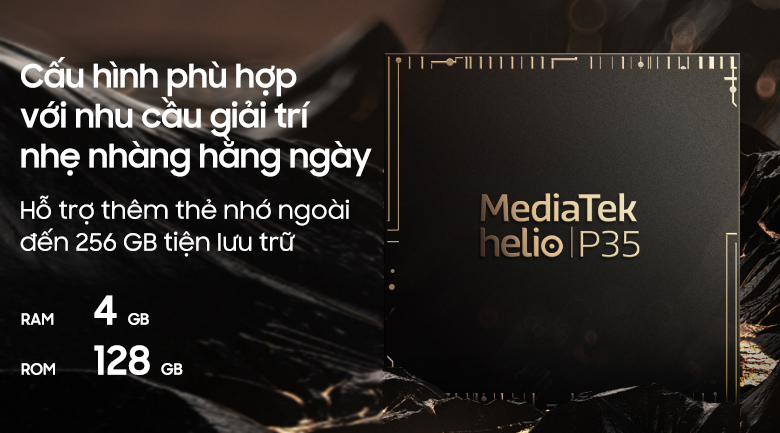 Cấu hình phù hợp
với nhu cầu giải trí
nhẹ nhàng hằng ngày
Hỗ trợ thêm thẻ nhớ ngoài
đến 256 GB tiện lưu trữ
RAM 4 GB
ROM 128 GB
MediaTek
helio P35